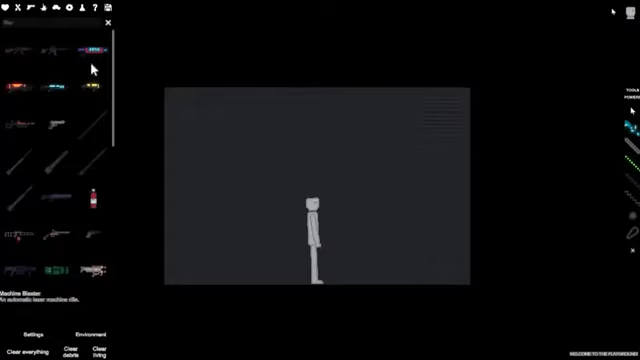 TOOLS
POWERS
Machine Blaster
An automatic laser machine rifle.
Settings
Environment
Clear everything
Clear debris
Clear living
WELCOME TO THE PLAYGROUND